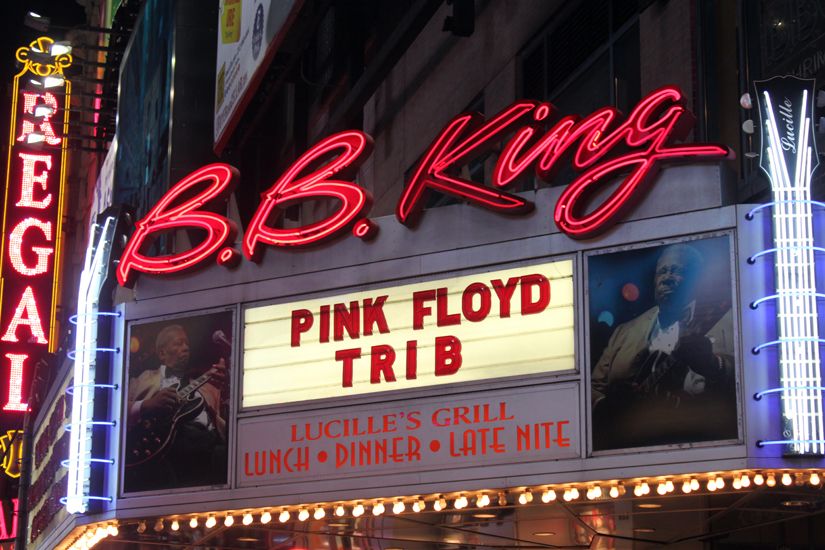 REGAL
B.B. King
Lucille
PINK FLOYD
TRIB
LUCILLE'S GRILL
LUNCH • DINNER • LATE NITE